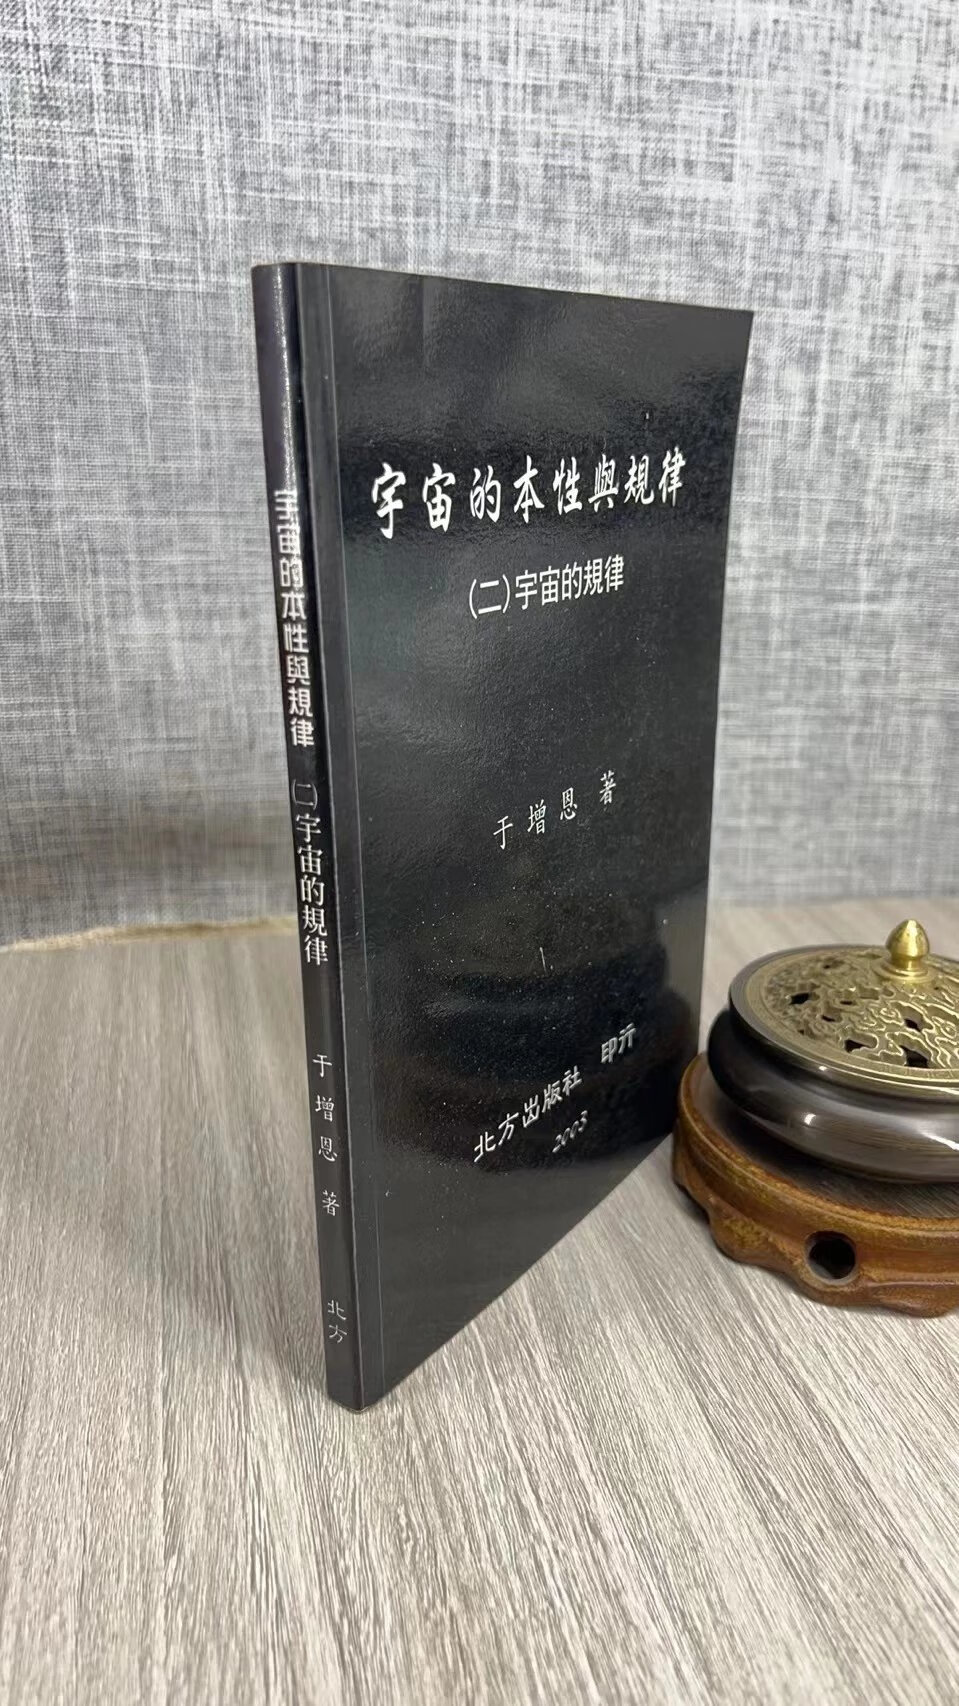 宇宙的本性與規律
(二)宇宙的規律
于增恩 著
北方出版社 印行
2003
宇宙的本性與規律 (二)宇宙的規律 于增恩 著 北方